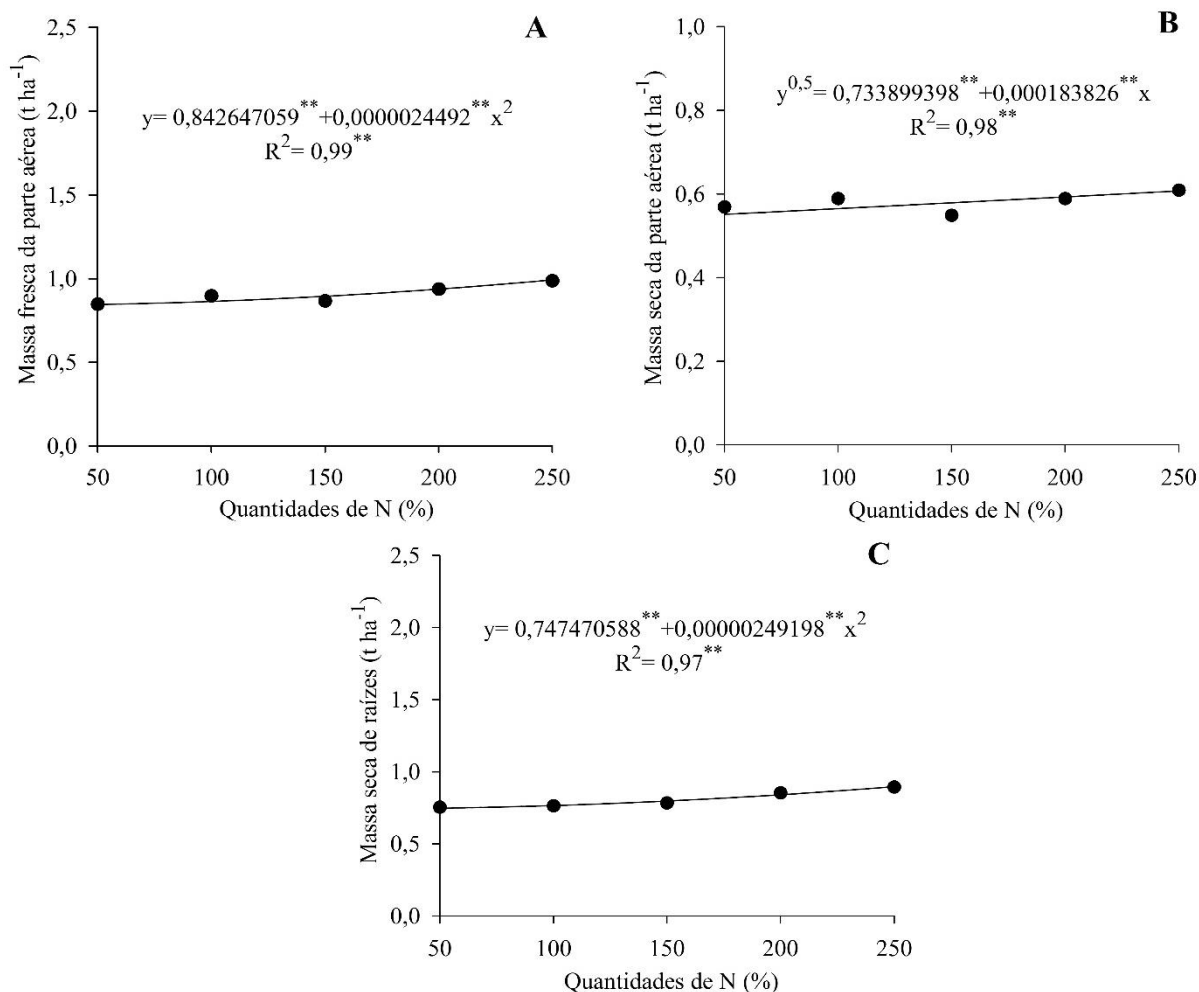 A
Massa fresca da parte aérea (t ha⁻¹)
2,5
2,0
1,5
1,0
0,5
0,0
y= 0,842647059**+0,0000024492**x²
R²= 0,99**
50 100 150 200 250
Quantidades de N (%)
B
Massa seca da parte aérea (t ha⁻¹)
1,0
0,8
0,6
0,4
0,2
0,0
y^0,5= 0,733899398**+0,000183826**x
R²= 0,98**
50 100 150 200 250
Quantidades de N (%)
C
Massa seca de raízes (t ha⁻¹)
2,5
2,0
1,5
1,0
0,5
0,0
y= 0,747470588**+0,00000249198**x²
R²= 0,97**
50 100 150 200 250
Quantidades de N (%)